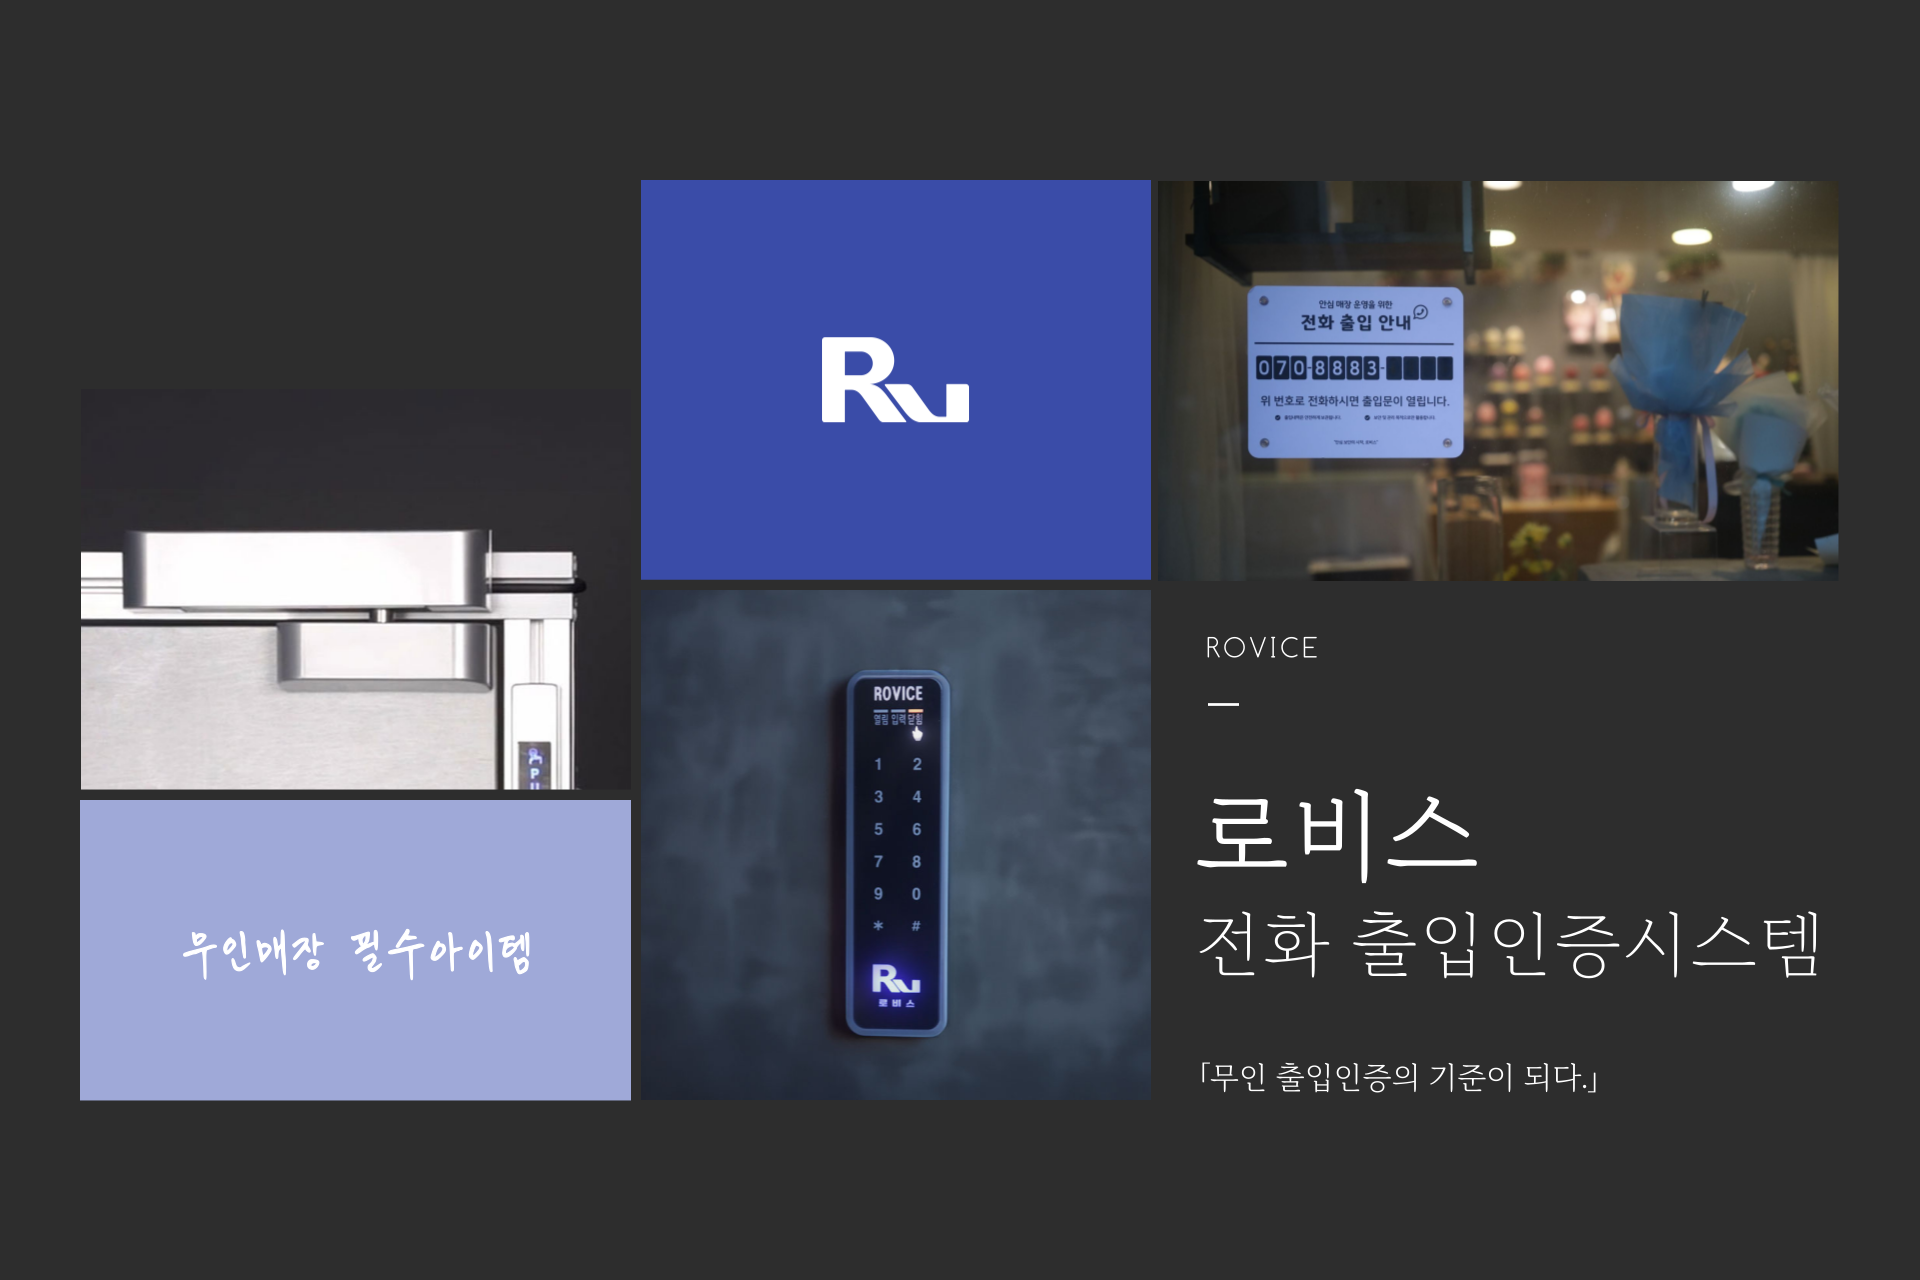 안심 매장 운영을 위한
전화 출입 안내
070-8883-
위 번호로 전화하시면 출입문이 열립니다.
ROVICE
열림 입력 닫힘
1 2
3 4
5 6
7 8
9 0
* #
Ru
로비스
Ru
P
무인매장 필수아이템
ROVICE
로비스
전화 출입인증시스템
「무인 출입인증의 기준이 되다.」